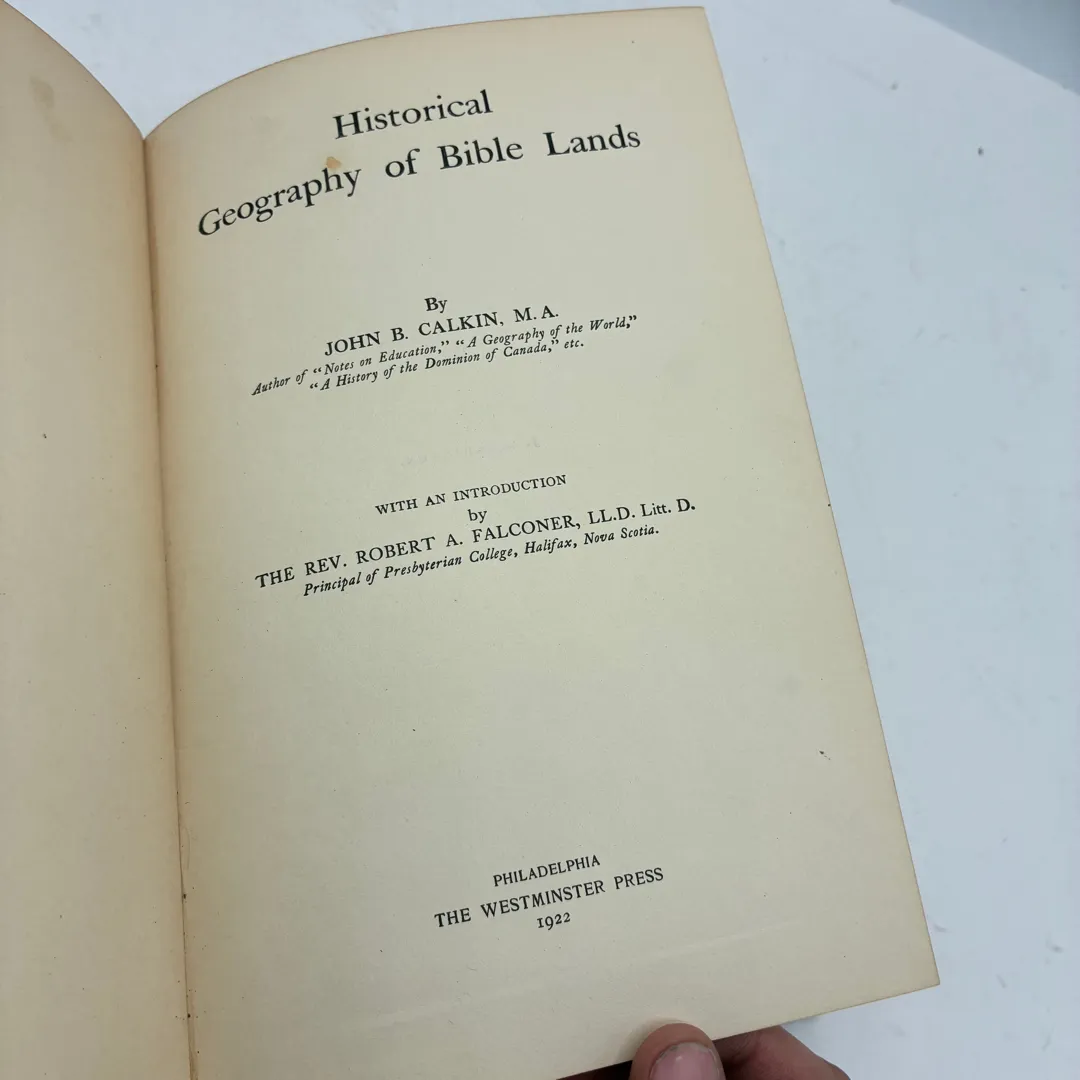 Historical
Geography of Bible Lands
By
JOHN B. CALKIN, M. A.
Author of “Notes on Education,” “A Geography of the World,”
“A History of the Dominion of Canada,” etc.
WITH AN INTRODUCTION
by
THE REV. ROBERT A. FALCONER, LL.D. Litt. D.
Principal of Presbyterian College, Halifax, Nova Scotia.
PHILADELPHIA
THE WESTMINSTER PRESS
1922